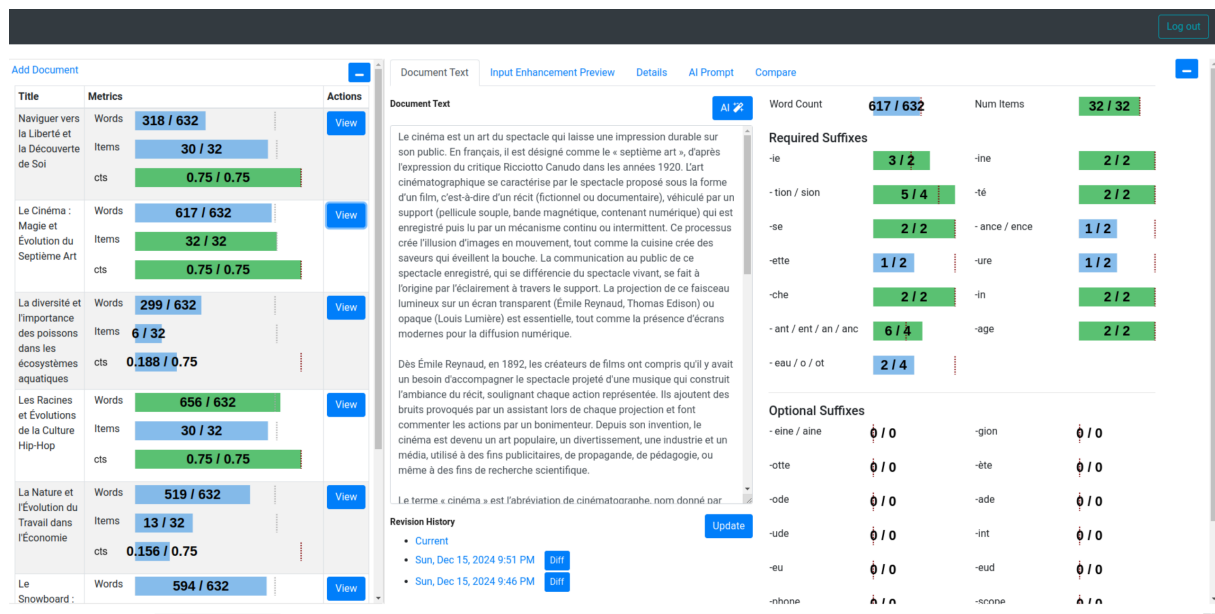 Log out
Add Document
Title Metrics Actions
Naviguer vers
la Liberté et
la Découverte
de Soi
Words 318 / 632
Items 30 / 32
cts 0.75 / 0.75
View
Le Cinéma :
Magie et
Évolution du
Septième Art
Words 617 / 632
Items 32 / 32
cts 0.75 / 0.75
View
La diversité et
l'importance
des poissons
dans les
écosystèmes
aquatiques
Words 299 / 632
Items 6 / 32
cts 0.188 / 0.75
View
Les Racines
et Évolutions
de la Culture
Hip-Hop
Words 656 / 632
Items 30 / 32
cts 0.75 / 0.75
View
La Nature et
l'Évolution du
Travail dans
l'Économie
Words 519 / 632
Items 13 / 32
cts 0.156 / 0.75
View
Le
Snowboard :
Words 594 / 632
View
Document Text Input Enhancement Preview Details AI Prompt Compare
Document Text
AI
Le cinéma est un art du spectacle qui laisse une impression durable sur
son public. En français, il est désigné comme le « septième art », d'après
l'expression du critique Ricciotto Canudo dans les années 1920. L'art
cinématographique se caractérise par le spectacle proposé sous la forme
d'un film, c'est-à-dire d'un récit (fictionnel ou documentaire), véhiculé par un
support (pellicule souple, bande magnétique, contenant numérique) qui est
enregistré puis lu par un mécanisme continu ou intermittent. Ce processus
crée l'illusion d'images en mouvement, tout comme la cuisine crée des
saveurs qui éveillent la bouche. La communication au public de ce
spectacle enregistré, qui se différencie du spectacle vivant, se fait à
l'origine par l'éclairement à travers le support. La projection de ce faisceau
lumineux sur un écran transparent (Émile Reynaud, Thomas Edison) ou
opaque (Louis Lumière) est essentielle, tout comme la présence d'écrans
modernes pour la diffusion numérique.
Dès Émile Reynaud, en 1892, les créateurs de films ont compris qu'il y avait
un besoin d'accompagner le spectacle projeté d'une musique qui construit
l'ambiance du récit, soulignant chaque action représentée. Ils ajoutent des
bruits provoqués par un assistant lors de chaque projection et font
commenter les actions par un bonimenteur. Depuis son invention, le
cinéma est devenu un art populaire, un divertissement, une industrie et un
média, utilisé à des fins publicitaires, de propagande, de pédagogie, ou
même à des fins de recherche scientifique.
Le terme « cinéma » est l'abréviation de cinématographe, nom donné par
Revision History
Update
Current
Sun, Dec 15, 2024 9:51 PM Diff
Sun, Dec 15, 2024 9:46 PM Diff
Word Count 617 / 632 Num Items 32 / 32
Required Suffixes
-ie 3 / 2 -ine 2 / 2
- tion / sion 5 / 4 -té 2 / 2
-se 2 / 2 - ance / ence 1 / 2
-ette 1 / 2 -ure 1 / 2
-che 2 / 2 -in 2 / 2
- ant / ent / an / anc 6 / 4 -age 2 / 2
- eau / o / ot 2 / 4
Optional Suffixes
- eine / aine 0 / 0 -gion 0 / 0
-otte 0 / 0 -ète 0 / 0
-ode 0 / 0 -ade 0 / 0
-ude 0 / 0 -int 0 / 0
-eu 0 / 0 -eud 0 / 0
-phone 0 / 0 -scope 0 / 0